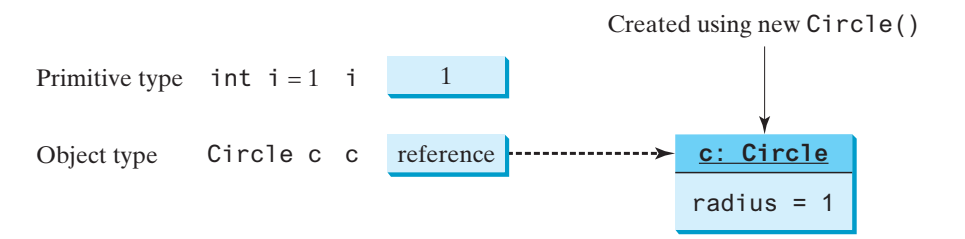 Created using new Circle()
Primitive type int i = 1 i 1
Object type Circle c c reference
c: Circle
radius = 1